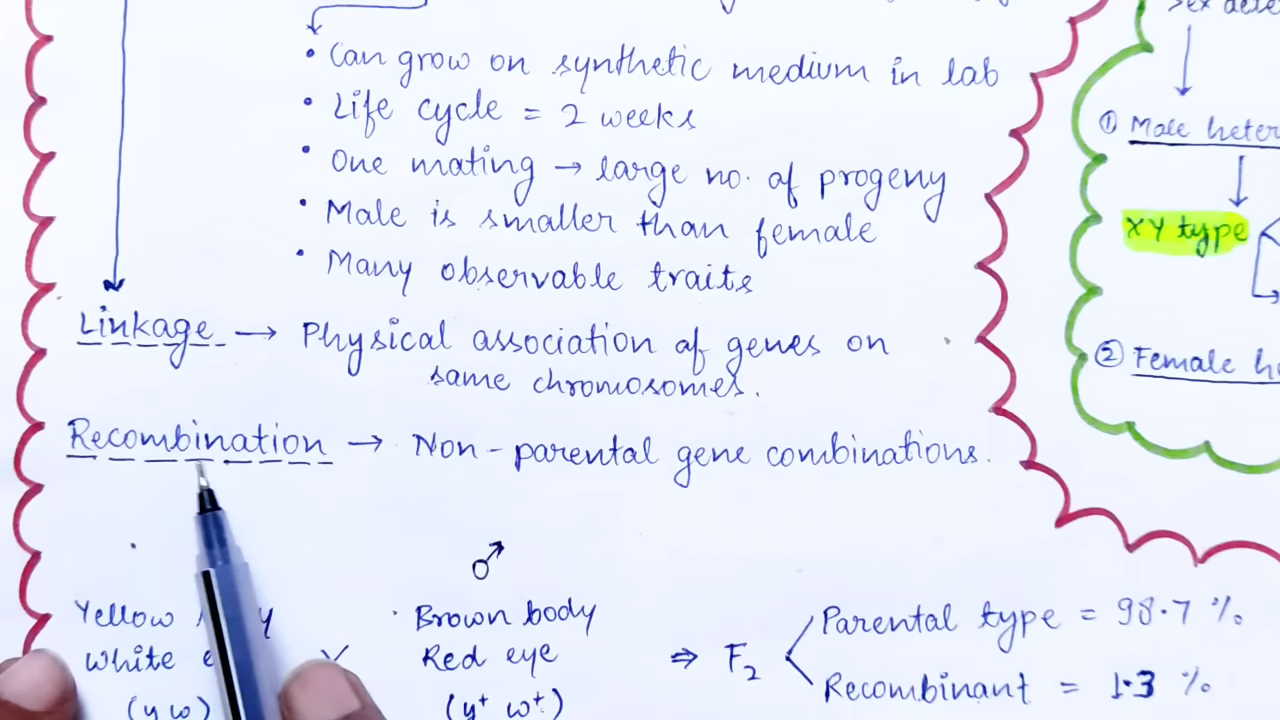 • Can grow on synthetic medium in lab
• Life cycle = 2 weeks
• One mating → large no. of progeny
• Male is smaller than female
• Many observable traits
Linkage → Physical association of genes on
same chromosomes.
Recombination → Non-parental gene combinations.
♂
Yellow
Brown body
White
Red eye
(y w)
(y⁺ w⁺)
⇒ F₂
Parental type = 98.7 %
Recombinant = 1.3 %
① Male
↓
XY type
② Female